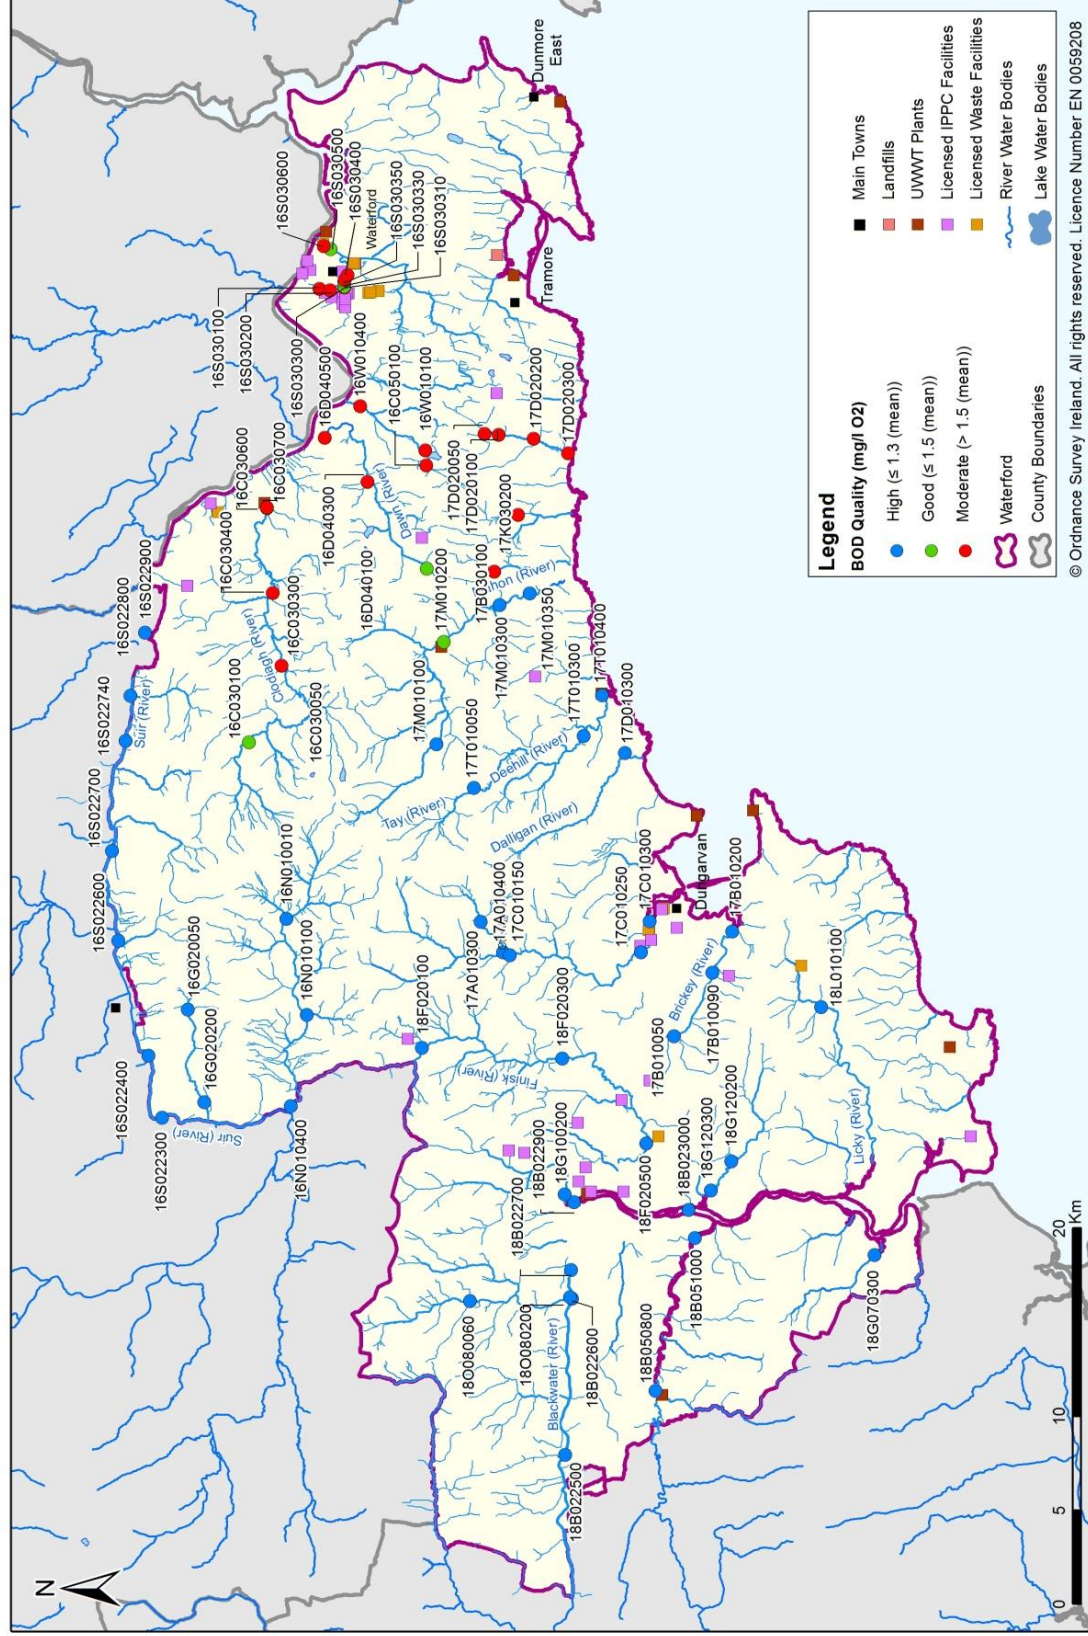 N
16S030600
16S030500
16S030400
Waterford
16S030350
16S030330
16S030310
16S030100
16S030200
16S030300
16D040500
16W010400
16C050100
16W010100
Dunmore
East
Tramore
16C030600
16C030700
16C030400
16D040300
Dawn (River)
17D020050
17D020100
17D020200
17D020300
17K030200
16S022900
16S022800
16C030300
Clodiagh (River)
16D040100
17M010200
17B030100
17M010300
17M010350
16S022740
Suir (River)
16C030100
16C030050
17M010100
17T010050
17T010300
17T010400
17D010300
16S022700
Tay (River)
Deehill (River)
Dalligan (River)
16S022600
16N010010
16G020050
16N010100
17A010400
17C010150
17A010300
17C010250
17C010300
Dungarvan
17B010200
16S022400
16G020200
18F020100
18F020300
Finisk (River)
Brickey (River)
17B010090
17B010050
18L010100
16S022300
Suir (River)
16N010400
18B022700
18B022900
18G100200
18F020500
18B023000
18G120300
18G120200
Licky (River)
18O080060
18O080200
18B022600
Blackwater (River)
18B022500
18B050800
18B051000
18G070300
0
5
10
20
Km
Legend
BOD Quality (mg/l O2)
High (≤ 1.3 (mean))
Good (≤ 1.5 (mean))
Moderate (> 1.5 (mean))
Waterford
County Boundaries
Main Towns
Landfills
UWWT Plants
Licensed IPPC Facilities
Licensed Waste Facilities
River Water Bodies
Lake Water Bodies
© Ordnance Survey Ireland. All rights reserved. Licence Number EN 0059208